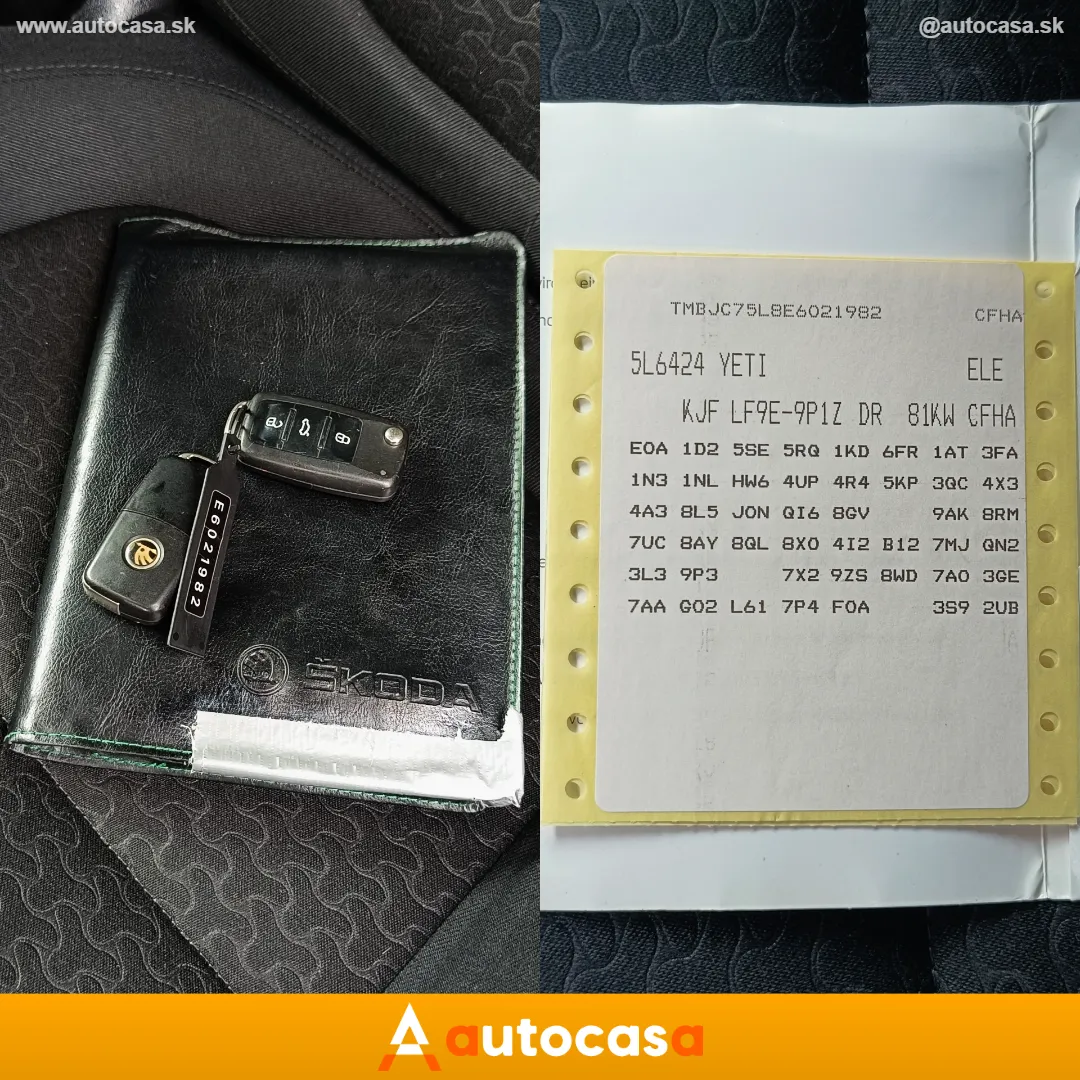 www.autocasa.sk
@autocasa.sk
E6021982
ŠKODA
TMBJC75L8E6021982 CFHA
5L6424 YETI ELE
KJF LF9E-9P1Z DR 81KW CFHA
E0A 1D2 5SE 5RQ 1KD 6FR 1AT 3FA
1N3 1NL HW6 4UP 4R4 5KP 3QC 4X3
4A3 8L5 J0N QI6 8GV 9AK 8RM
7UC 8AY 8QL 8X0 4I2 B12 7MJ QN2
3L3 9P3 7X2 9ZS 8WD 7A0 3GE
7AA G02 L61 7P4 F0A 3S9 2UB
autocasa